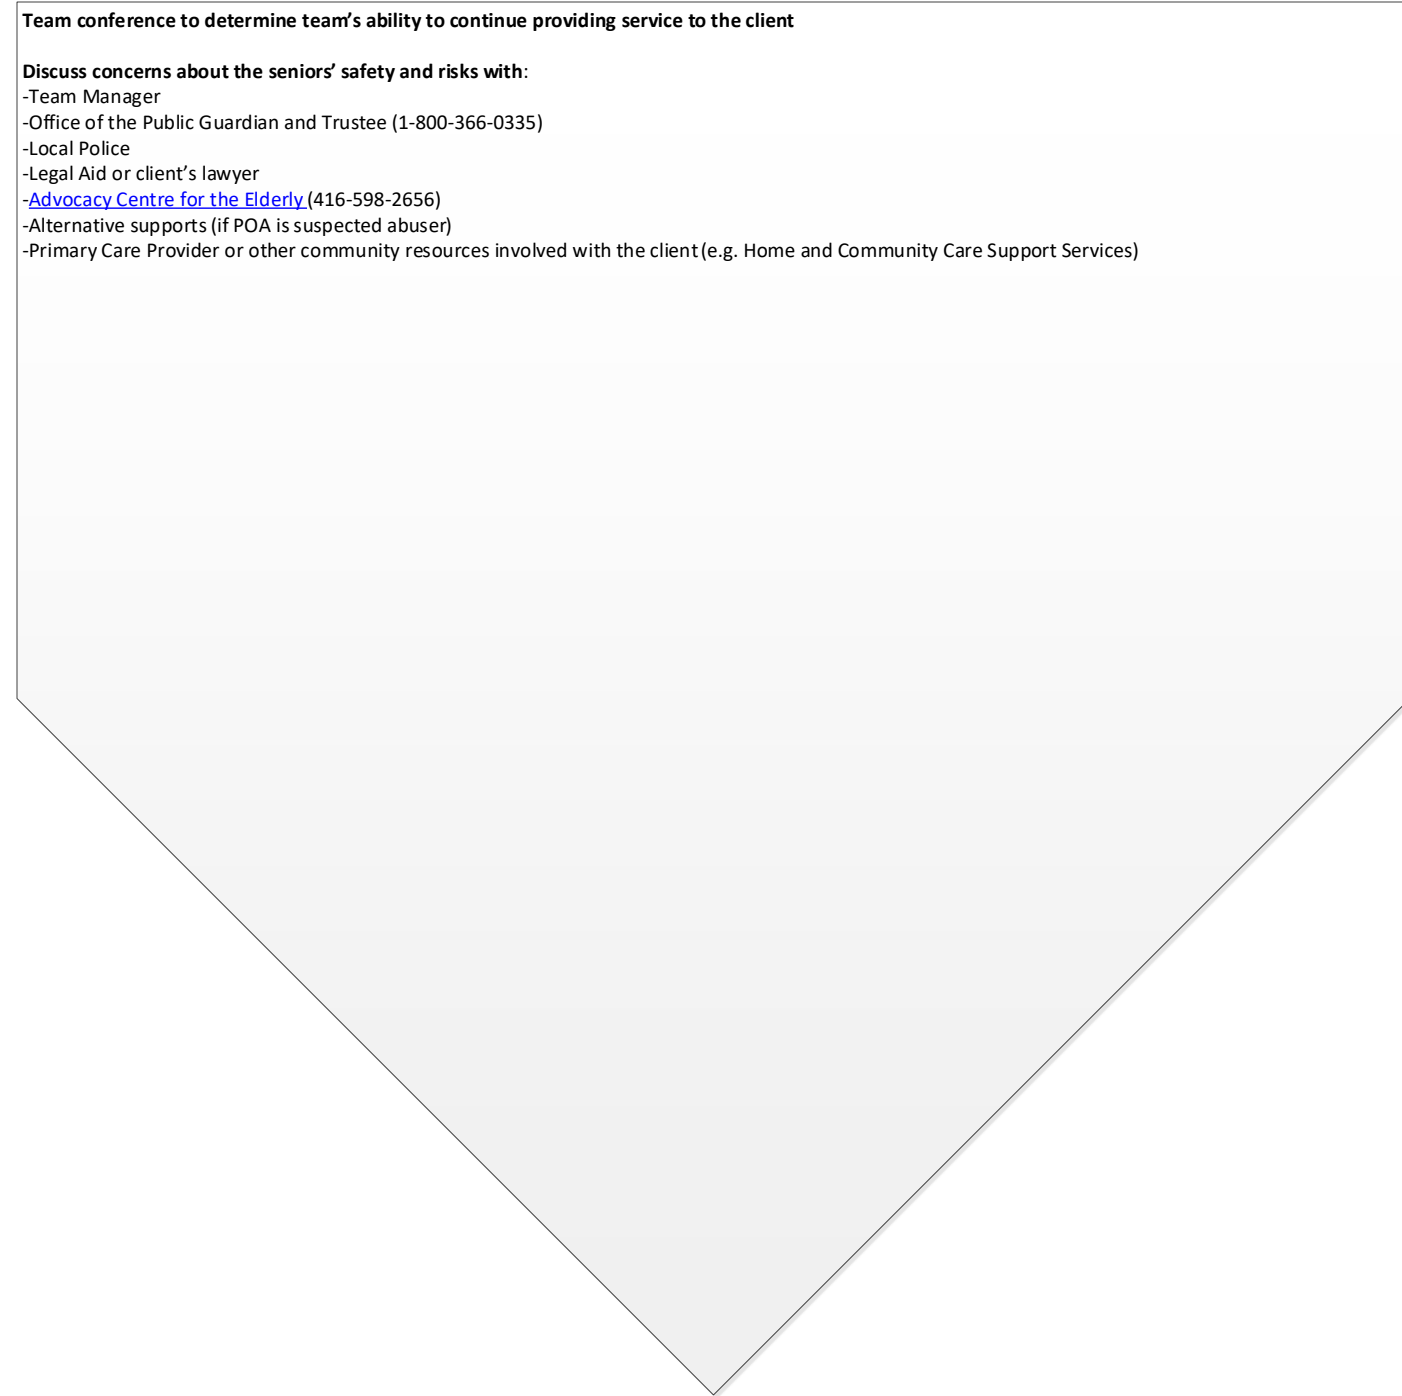 Team conference to determine team’s ability to continue providing service to the client
Discuss concerns about the seniors’ safety and risks with:
-Team Manager
-Office of the Public Guardian and Trustee (1-800-366-0335)
-Local Police
-Legal Aid or client’s lawyer
-Advocacy Centre for the Elderly (416-598-2656)
-Alternative supports (if POA is suspected abuser)
-Primary Care Provider or other community resources involved with the client (e.g. Home and Community Care Support Services)